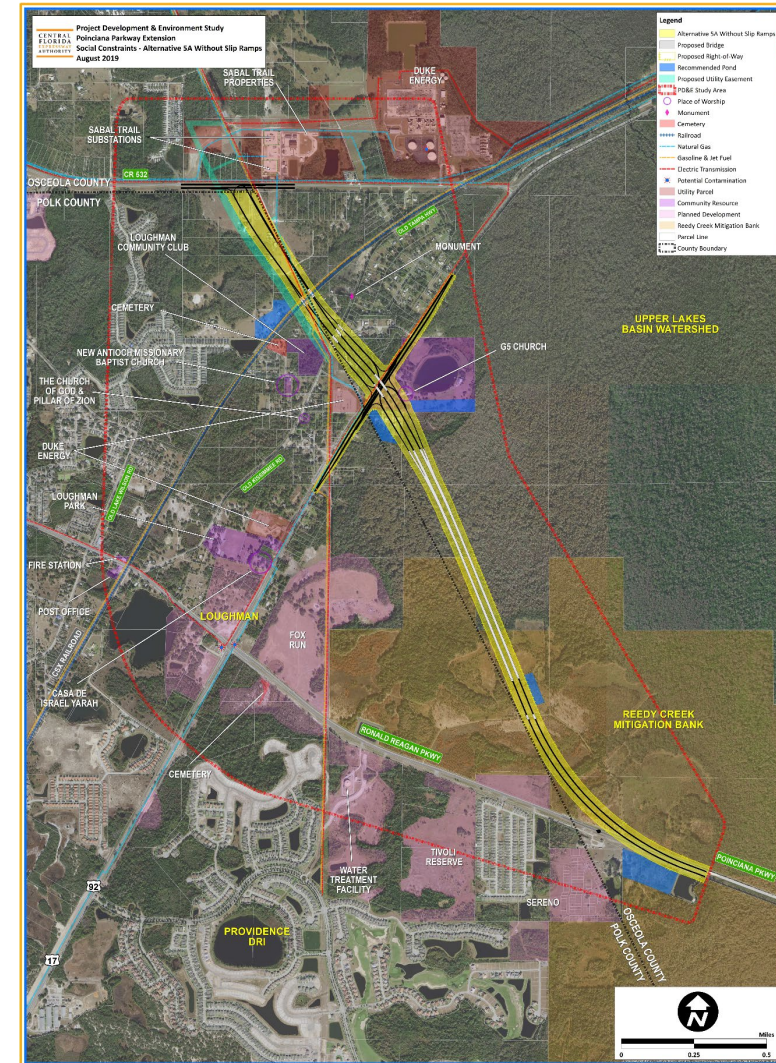 CENTRAL
FLORIDA
EXPRESSWAY
AUTHORITY
Project Development & Environment Study
Poinciana Parkway Extension
Social Constraints - Alternative 5A Without Slip Ramps
August 2019
Legend
Alternative 5A Without Slip Ramps
Proposed Bridge
Proposed Right-of-Way
Recommended Pond
Proposed Utility Easement
PD&E Study Area
Place of Worship
Monument
Cemetery
Railroad
Natural Gas
Gasoline & Jet Fuel
Electric Transmission
Potential Contamination
Utility Parcel
Community Resource
Planned Development
Reedy Creek Mitigation Bank
Parcel Line
County Boundary
SABAL TRAIL
PROPERTIES
DUKE
ENERGY
SABAL TRAIL
SUBSTATIONS
CR 532
OSCEOLA COUNTY
POLK COUNTY
OLD TAMPA HWY
LOUGHMAN
COMMUNITY CLUB
MONUMENT
CEMETERY
UPPER LAKES
BASIN WATERSHED
NEW ANTIOCH MISSIONARY
BAPTIST CHURCH
G5 CHURCH
THE CHURCH
OF GOD &
PILLAR OF ZION
DUKE
ENERGY
OLD KISSIMMEE RD
OLD LAKE WILSON RD
LOUGHMAN
PARK
FIRE STATION
POST OFFICE
LOUGHMAN
FOX
RUN
CSX RAILROAD
CASA DE
ISRAEL YARAH
REEDY CREEK
MITIGATION BANK
RONALD REAGAN PKWY
CEMETERY
POINCIANA PKWY
TIVOLI
RESERVE
WATER
TREATMENT
FACILITY
SERENO
92
PROVIDENCE
DRI
OSCEOLA COUNTY
POLK COUNTY
17
N
Miles
0 0.25 0.5